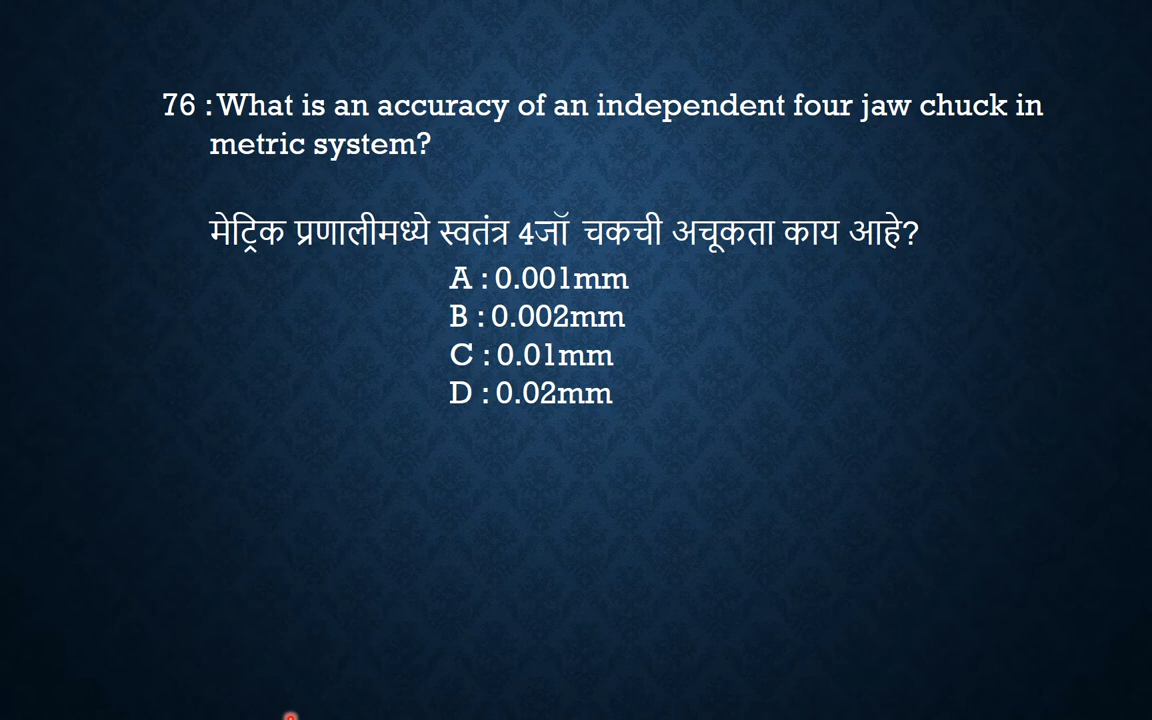 76 : What is an accuracy of an independent four jaw chuck in
metric system?
मेट्रिक प्रणालीमध्ये स्वतंत्र 4जॉ चकची अचूकता काय आहे?
A : 0.001mm
B : 0.002mm
C : 0.01mm
D : 0.02mm